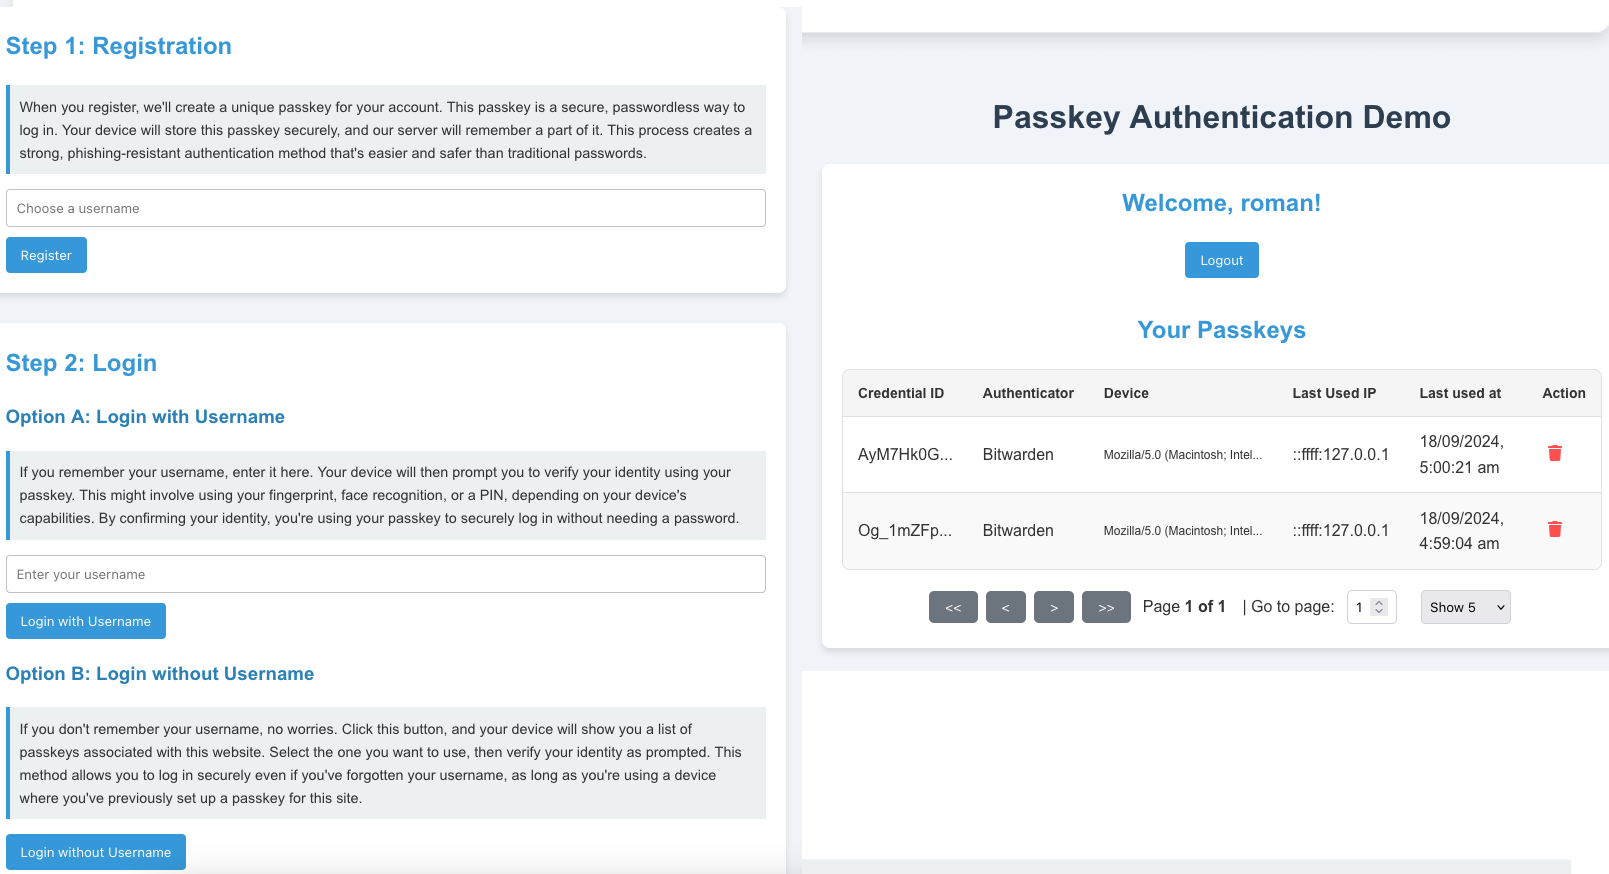 Step 1: Registration
When you register, we'll create a unique passkey for your account. This passkey is a secure, passwordless way to
log in. Your device will store this passkey securely, and our server will remember a part of it. This process creates a
strong, phishing-resistant authentication method that's easier and safer than traditional passwords.
Choose a username
Register
Step 2: Login
Option A: Login with Username
If you remember your username, enter it here. Your device will then prompt you to verify your identity using your
passkey. This might involve using your fingerprint, face recognition, or a PIN, depending on your device's
capabilities. By confirming your identity, you're using your passkey to securely log in without needing a password.
Enter your username
Login with Username
Option B: Login without Username
If you don't remember your username, no worries. Click this button, and your device will show you a list of
passkeys associated with this website. Select the one you want to use, then verify your identity as prompted. This
method allows you to log in securely even if you've forgotten your username, as long as you're using a device
where you've previously set up a passkey for this site.
Login without Username
Passkey Authentication Demo
Welcome, roman!
Logout
Your Passkeys
Credential ID Authenticator Device Last Used IP Last used at Action
AyM7Hk0G... Bitwarden Mozilla/5.0 (Macintosh; Intel... ::ffff:127.0.0.1 18/09/2024,
5:00:21 am
Og_1mZFp... Bitwarden Mozilla/5.0 (Macintosh; Intel... ::ffff:127.0.0.1 18/09/2024,
4:59:04 am
<< < > >> Page 1 of 1 | Go to page: 1 Show 5